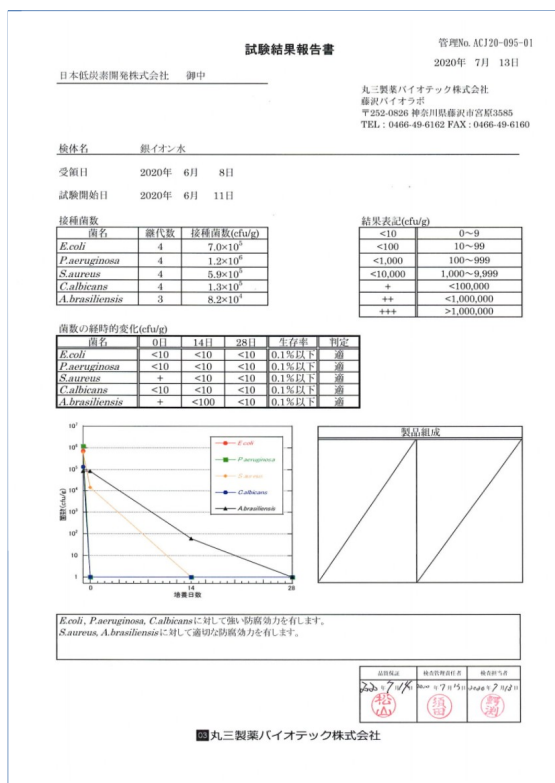 管理No. ACJ20-095-01
試験結果報告書
2020年 7月 13日
日本低炭素開発株式会社 御中
丸三製薬バイオテック株式会社
藤沢バイオラボ
〒252-0826 神奈川県藤沢市宮原3585
TEL : 0466-49-6162 FAX : 0466-49-6160
検体名 銀イオン水
受領日 2020年 6月 8日
試験開始日 2020年 6月 11日
接種菌数
菌名 継代数 接種菌数(cfu/g)
E.coli 4 7.0×10⁵
P.aeruginosa 4 1.2×10⁶
S.aureus 4 5.9×10⁵
C.albicans 4 1.3×10⁵
A.brasiliensis 3 8.2×10⁴
結果表記(cfu/g)
<10 0～9
<100 10～99
<1,000 100～999
<10,000 1,000～9,999
+ <100,000
++ <1,000,000
+++ >1,000,000
菌数の経時的変化(cfu/g)
菌名 0日 14日 28日 生存率 判定
E.coli <10 <10 <10 0.1%以下 適
P.aeruginosa <10 <10 <10 0.1%以下 適
S.aureus + <10 <10 0.1%以下 適
C.albicans <10 <10 <10 0.1%以下 適
A.brasiliensis + <100 <10 0.1%以下 適
菌数(cfu/g)
10⁷
10⁶
10⁵
10⁴
10³
10²
10
1
0 14 28
培養日数
E.coli
P.aeruginosa
S.aureus
C.albicans
A.brasiliensis
製品組成
E.coli, P.aeruginosa, C.albicansに対して強い防腐効力を有します。
S.aureus, A.brasiliensisに対して適切な防腐効力を有します。
品質保証 検査管理責任者 検査担当者
松山
03 丸三製薬バイオテック株式会社